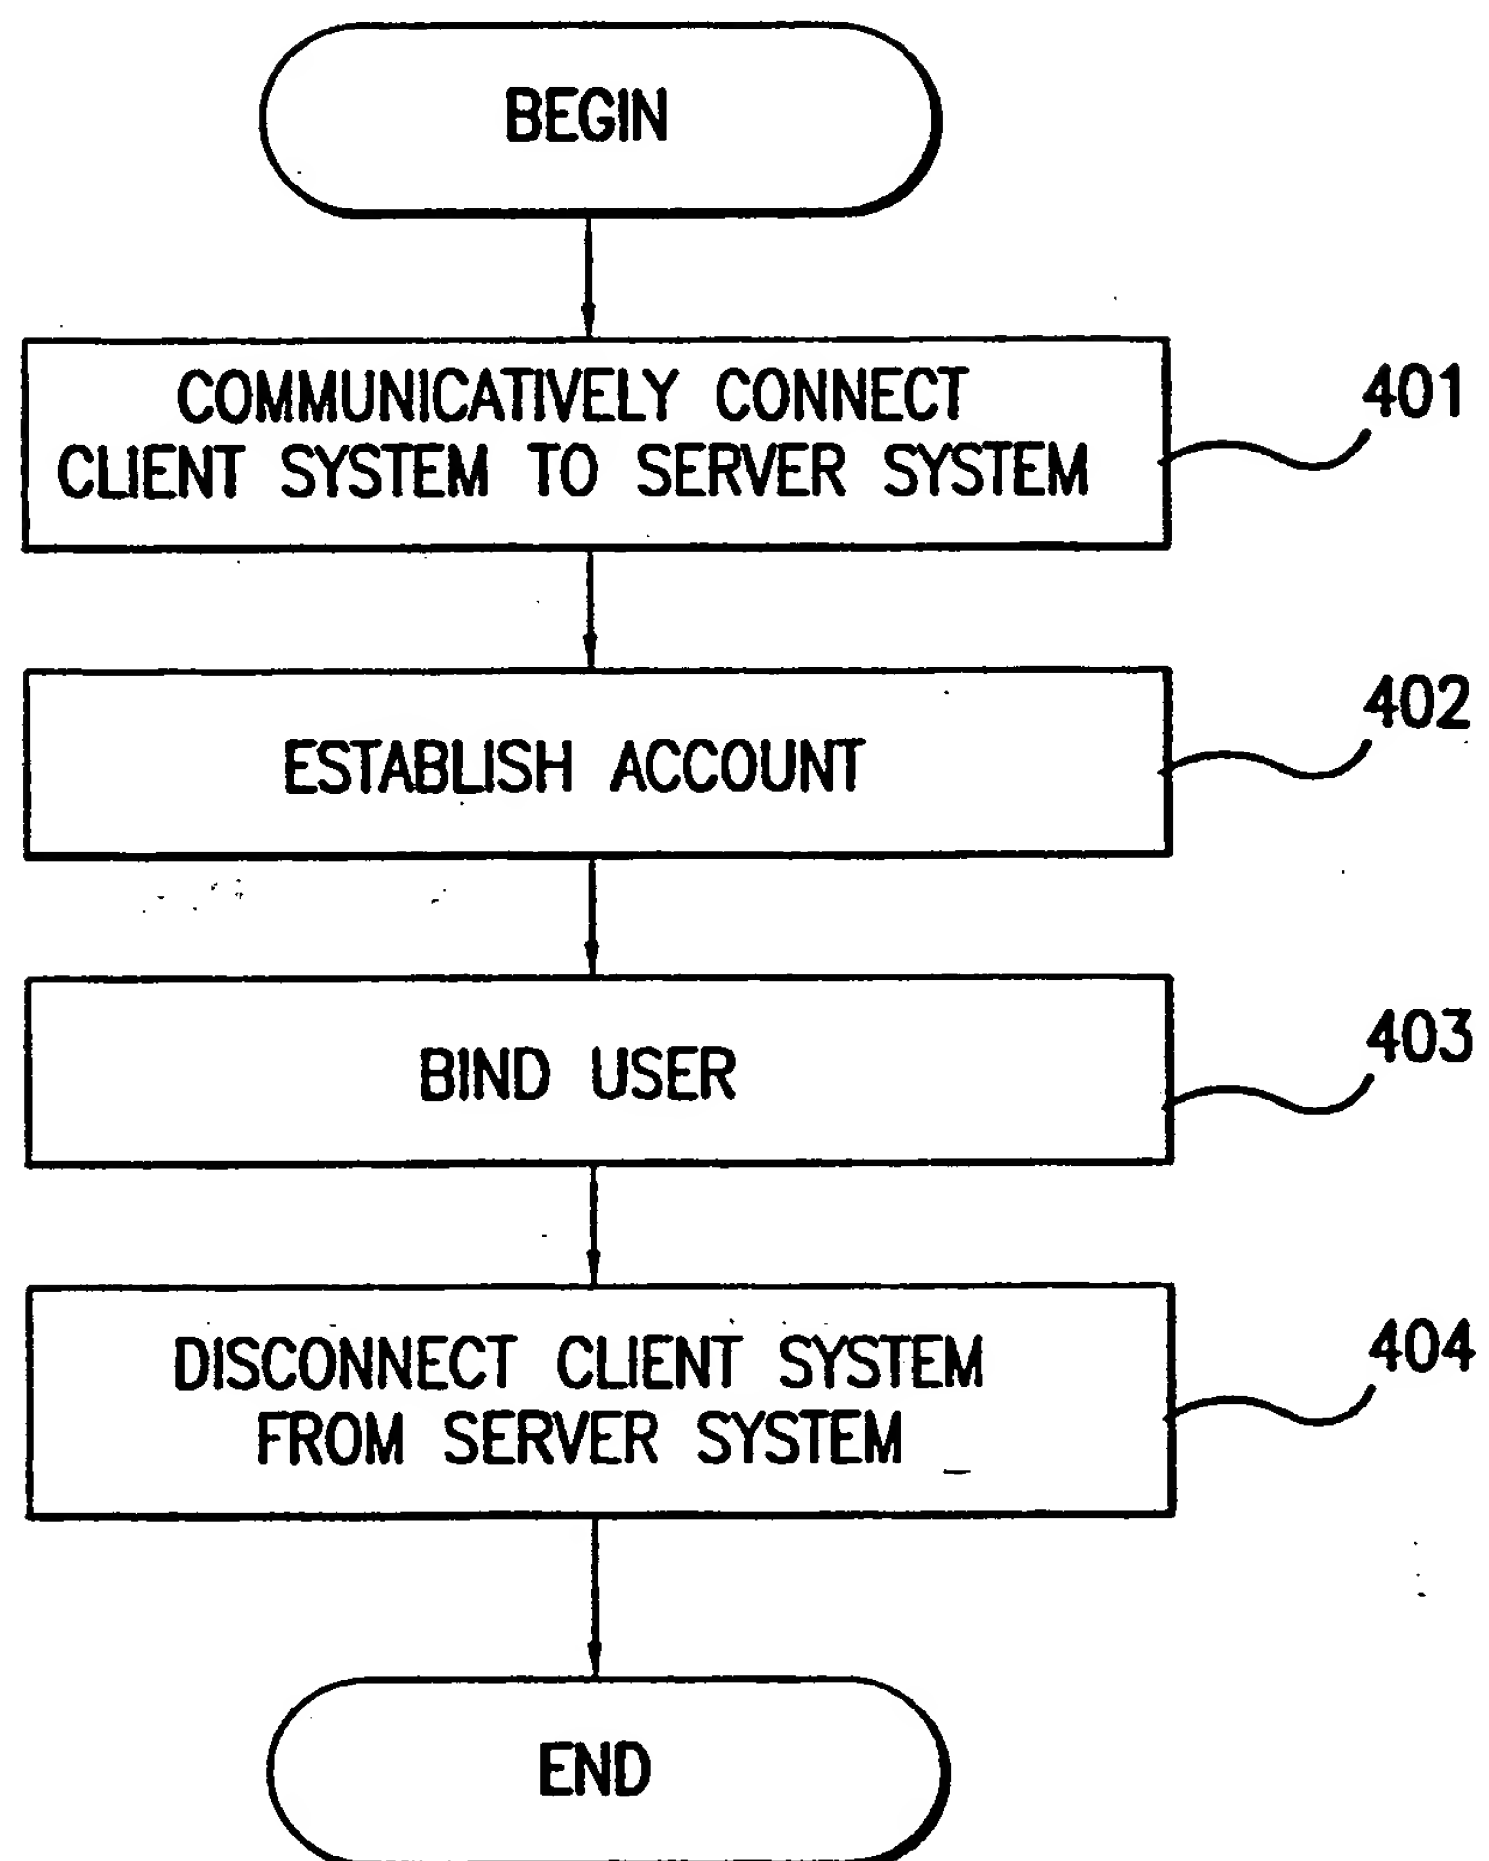 BEGIN
COMMUNICATIVELY CONNECT
CLIENT SYSTEM TO SERVER SYSTEM
401
ESTABLISH ACCOUNT
402
BIND USER
403
DISCONNECT CLIENT SYSTEM
FROM SERVER SYSTEM
404
END